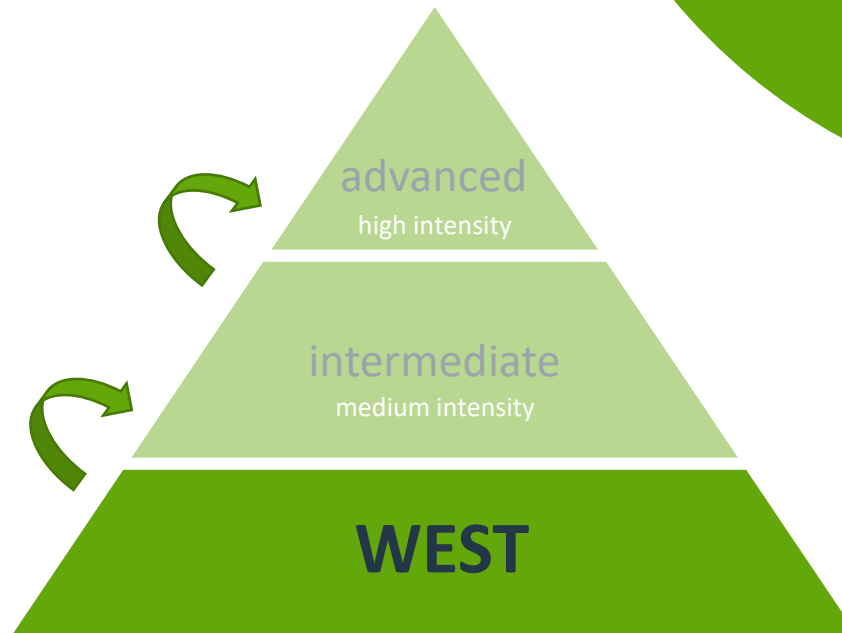 advanced
high intensity
intermediate
medium intensity
WEST